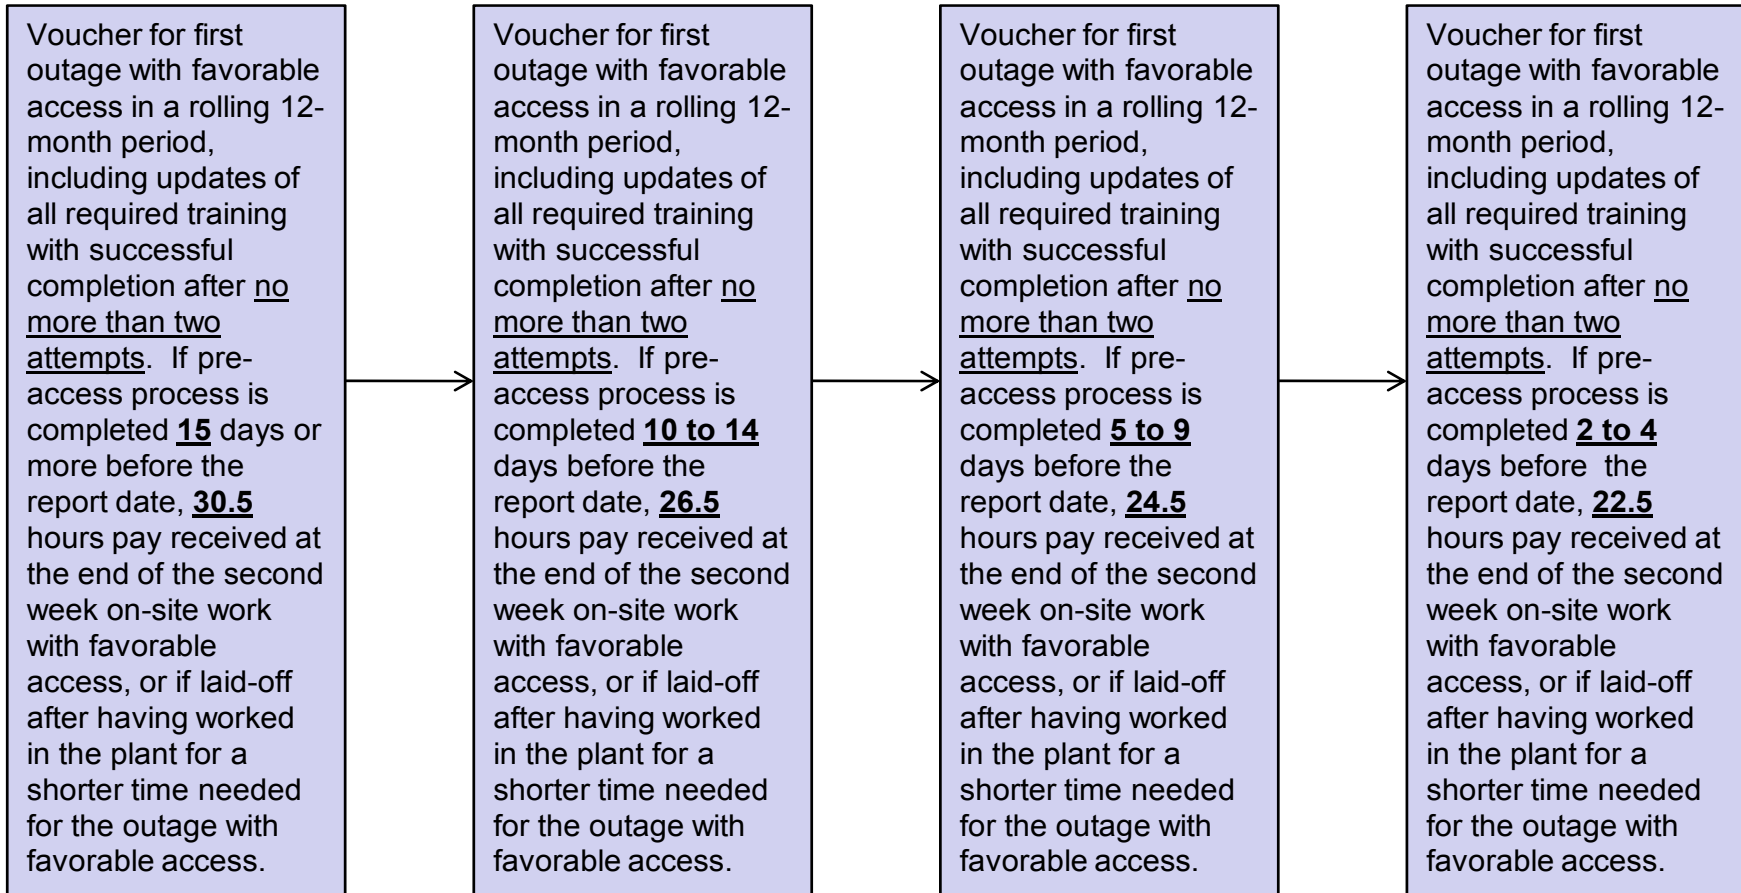 Voucher for first
outage with favorable
access in a rolling 12-
month period,
including updates of
all required training
with successful
completion after no
more than two
attempts.  If pre-
access process is
completed 15 days or
more before the
report date, 30.5
hours pay received at
the end of the second
week on-site work
with favorable
access, or if laid-off
after having worked
in the plant for a
shorter time needed
for the outage with
favorable access.
Voucher for first
outage with favorable
access in a rolling 12-
month period,
including updates of
all required training
with successful
completion after no
more than two
attempts.  If pre-
access process is
completed 10 to 14
days before the
report date, 26.5
hours pay received at
the end of the second
week on-site work
with favorable
access, or if laid-off
after having worked
in the plant for a
shorter time needed
for the outage with
favorable access.
Voucher for first
outage with favorable
access in a rolling 12-
month period,
including updates of
all required training
with successful
completion after no
more than two
attempts.  If pre-
access process is
completed 5 to 9
days before the
report date, 24.5
hours pay received at
the end of the second
week on-site work
with favorable
access, or if laid-off
after having worked
in the plant for a
shorter time needed
for the outage with
favorable access.
Voucher for first
outage with favorable
access in a rolling 12-
month period,
including updates of
all required training
with successful
completion after no
more than two
attempts.  If pre-
access process is
completed 2 to 4
days before  the
report date, 22.5
hours pay received at
the end of the second
week on-site work
with favorable
access, or if laid-off
after having worked
in the plant for a
shorter time needed
for the outage with
favorable access.